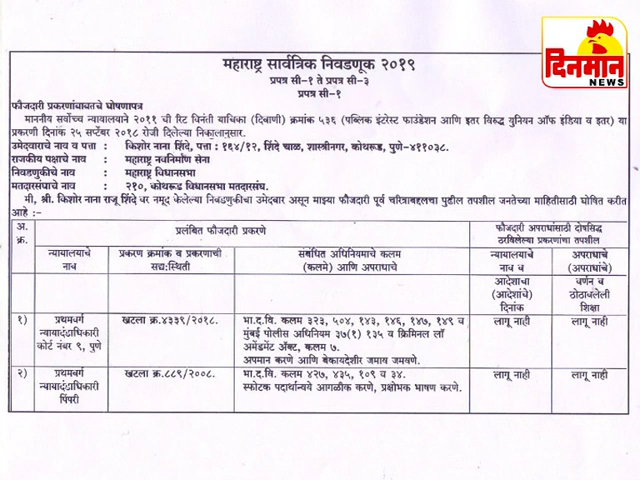 दिनमान
NEWS
महाराष्ट्र सार्वत्रिक निवडणूक २०१९
प्रपत्र सी-१ ते प्रपत्र सी-३
प्रपत्र सी-१
फौजदारी प्रकरणांबाबतचे घोषणापत्र
माननीय सर्वोच्च न्यायालयाने २०११ ची रिट विनंती याचिका (दिवाणी) क्रमांक ५३६ (पब्लिक इंटरेस्ट फाउंडेशन आणि इतर विरुद्ध युनियन ऑफ इंडिया व इतर) या
प्रकरणी दिनांक २५ सप्टेंबर २०१८ रोजी दिलेल्या निकालानुसार.
उमेदवाराचे नाव व पत्ता : किशोर नाना शिंदे, पत्ता : १६४/१२, शिंदे चाळ, शास्त्रीनगर, कोथरूड, पुणे-४११०३८.
राजकीय पक्षाचे नाव : महाराष्ट्र नवनिर्माण सेना
निवडणुकीचे नाव : महाराष्ट्र विधानसभा
मतदारसंघाचे नाव : २१०, कोथरूड विधानसभा मतदारसंघ.
मी, श्री. किशोर नाना राजू शिंदे वर नमूद केलेल्या निवडणुकीचा उमेदवार असून माझ्या फौजदारी पूर्व चरित्राबद्दलचा पुढील तपशील जनतेच्या माहितीसाठी घोषित करीत
आहे :-
अ. क्र.
प्रलंबित फौजदारी प्रकरणे
फौजदारी अपराधांसाठी दोषसिद्ध ठरविलेल्या प्रकरणांचा तपशील
न्यायालयाचे नाव
प्रकरण क्रमांक व प्रकरणाची सद्य:स्थिती
संबंधित अधिनियमाचे कलम (कलमे) आणि अपराधाचे
न्यायालयाचे नाव व आदेशाचा (आदेशांचे) दिनांक
अपराधाचे (अपराधांचे) वर्णन व ठोठावलेली शिक्षा
१) प्रथमवर्ग न्यायादंडाधिकारी कोर्ट नंबर ९, पुणे
खटला क्र.४३३९/२०१८.
भा.द.वि. कलम ३२३, ५०४, १४३, १४६, १४७, १४९ व
मुंबई पोलीस अधिनियम ३७(१) १३५ व क्रिमिनल लॉ
अमेंडमेंट ॲक्ट, कलम ७.
अपमान करणे आणि बेकायदेशीर जमाव जमवणे.
लागू नाही
लागू नाही
२) प्रथमवर्ग न्यायादंडाधिकारी पिंपरी
खटला क्र.८८९/२००८.
भा.द.वि. कलम ४२७, ४३५, १०९ व ३४.
स्फोटक पदार्थान्वये आगळीक करणे, प्रक्षोभक भाषण करणे.
लागू नाही
लागू नाही